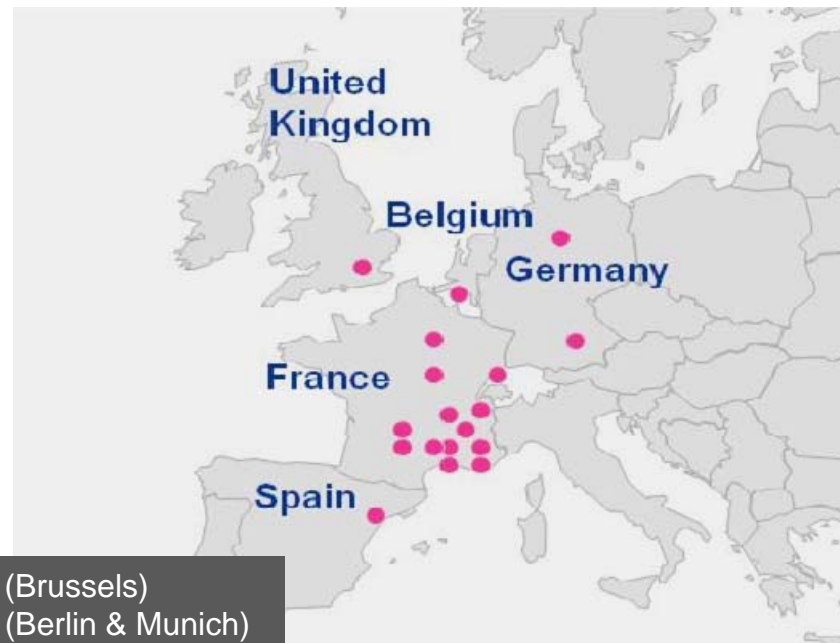 United
Kingdom
Belgium
Germany
France
Spain
(Brussels)
(Berlin & Munich)